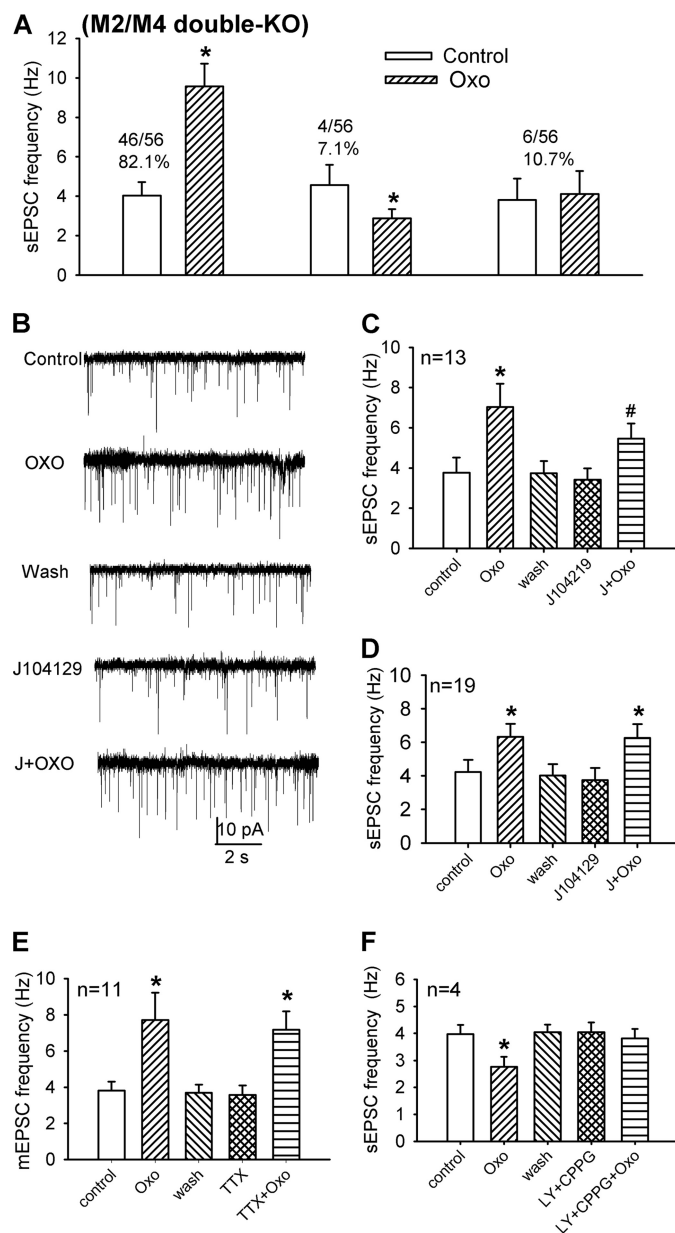 A
(M2/M4 double-KO)
sEPSC frequency (Hz)
12
10
8
6
4
2
0
46/56
82.1%
*
4/56
7.1%
*
6/56
10.7%
Control
Oxo
B
Control
OXO
Wash
J104129
J+OXO
10 pA
2 s
C
sEPSC frequency (Hz)
10
8
6
4
2
0
n=13
*
#
control
Oxo
wash
J104219
J+Oxo
D
sEPSC frequency (Hz)
10
8
6
4
2
0
n=19
*
*
control
Oxo
wash
J104129
J+Oxo
E
mEPSC frequency (Hz)
10
8
6
4
2
0
n=11
*
*
control
Oxo
wash
TTX
TTX+Oxo
F
sEPSC frequency (Hz)
6
5
4
3
2
1
0
n=4
*
control
Oxo
wash
LY+CPPG
LY+CPPG+Oxo